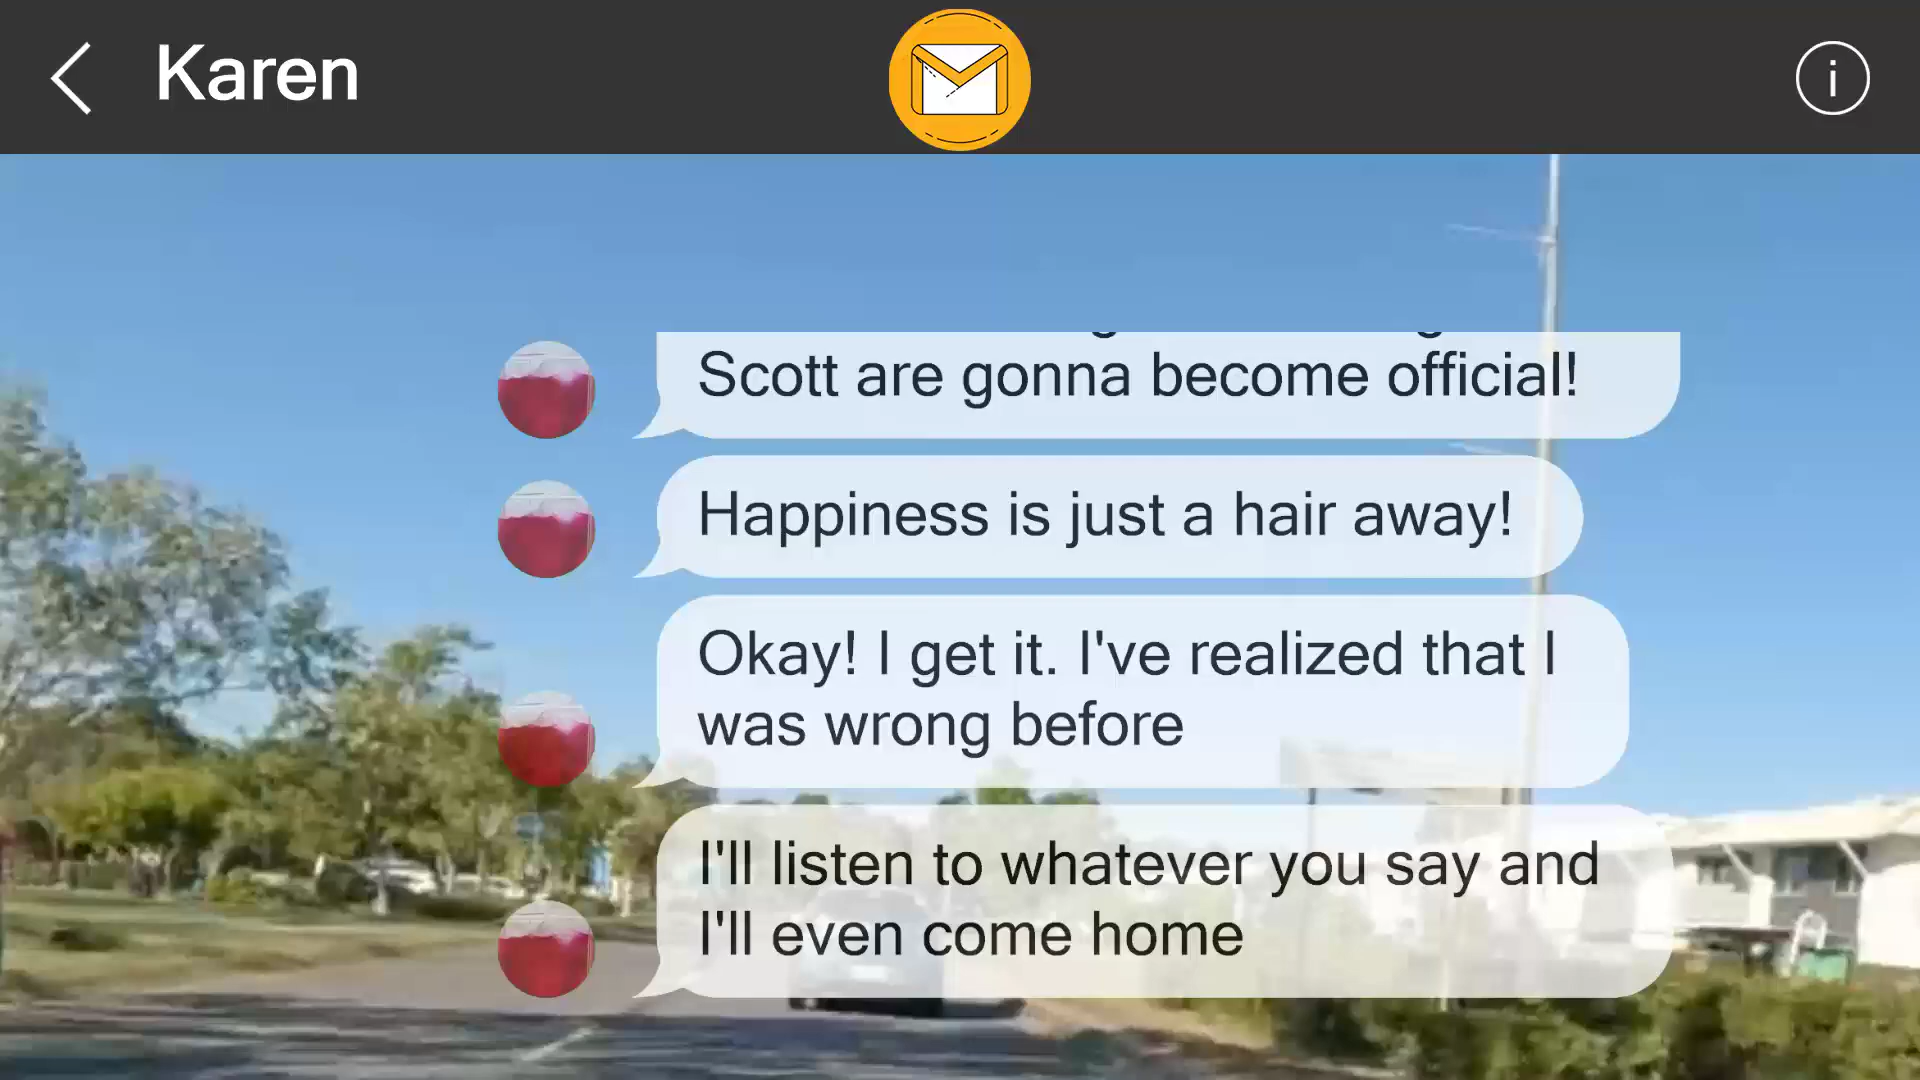 Karen
Scott are gonna become official!
Happiness is just a hair away!
Okay! I get it. I've realized that I
was wrong before
I'll listen to whatever you say and
I'll even come home